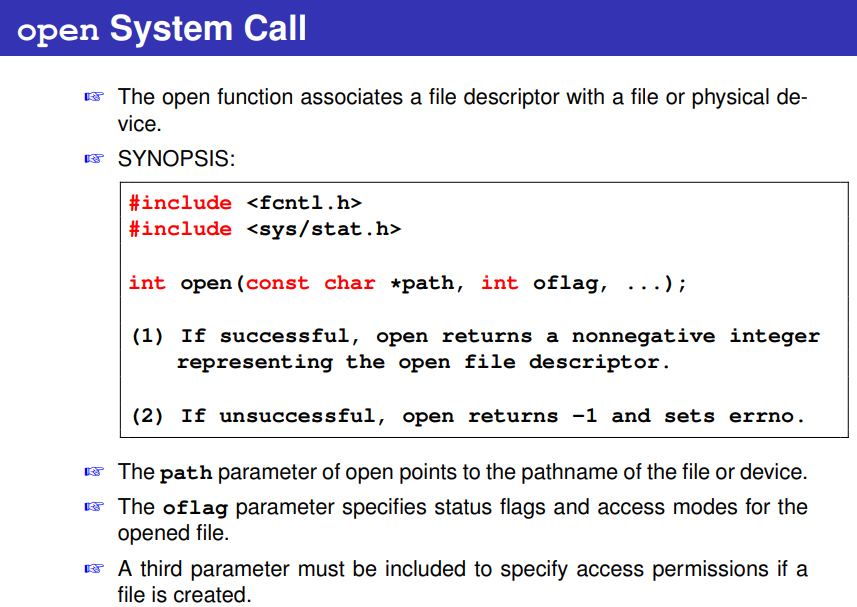 open System Call
☞ The open function associates a file descriptor with a file or physical de-
vice.
☞ SYNOPSIS:
#include <fcntl.h>
#include <sys/stat.h>
int open(const char *path, int oflag, ...);
(1) If successful, open returns a nonnegative integer
representing the open file descriptor.
(2) If unsuccessful, open returns -1 and sets errno.
☞ The path parameter of open points to the pathname of the file or device.
☞ The oflag parameter specifies status flags and access modes for the
opened file.
☞ A third parameter must be included to specify access permissions if a
file is created.